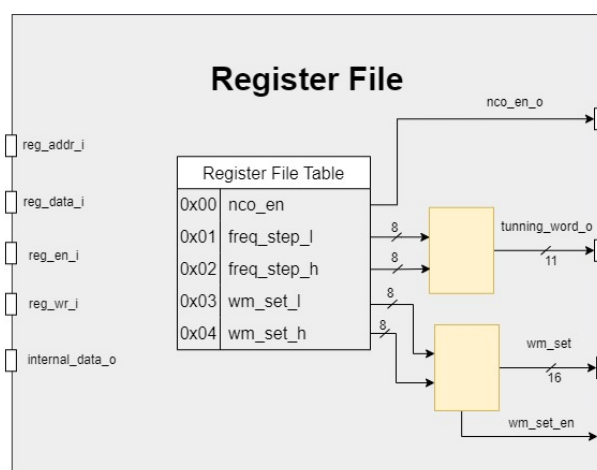 Register File
nco_en_o
reg_addr_i
Register File Table
reg_data_i
0x00 nco_en
tunning_word_o
0x01 freq_step_l
8
11
reg_en_i
0x02 freq_step_h
8
reg_wr_i
0x03 wm_set_l
8
0x04 wm_set_h
8
wm_set
16
internal_data_o
wm_set_en